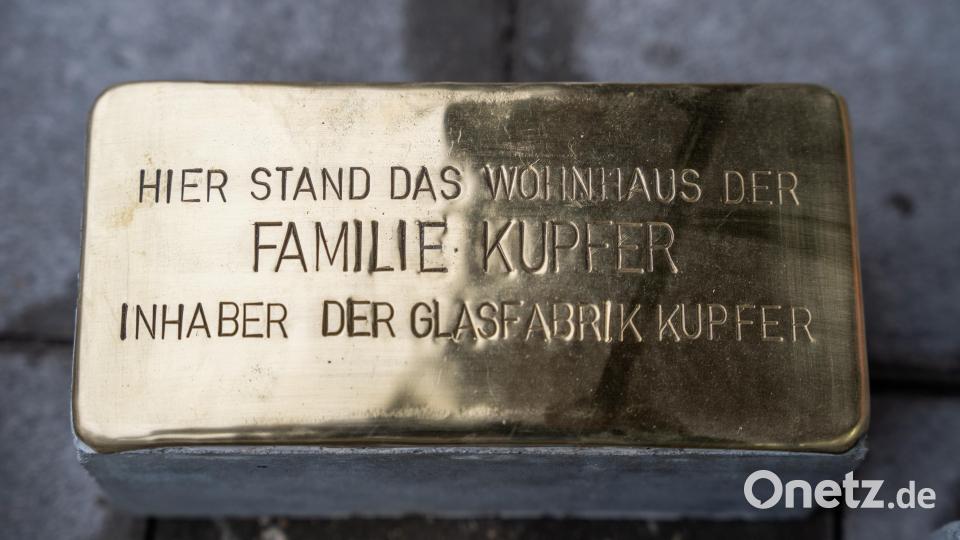 HIER STAND DAS WOHNHAUS DER
FAMILIE KUPFER
INHABER DER GLASFABRIK KUPFER
Onetz.de